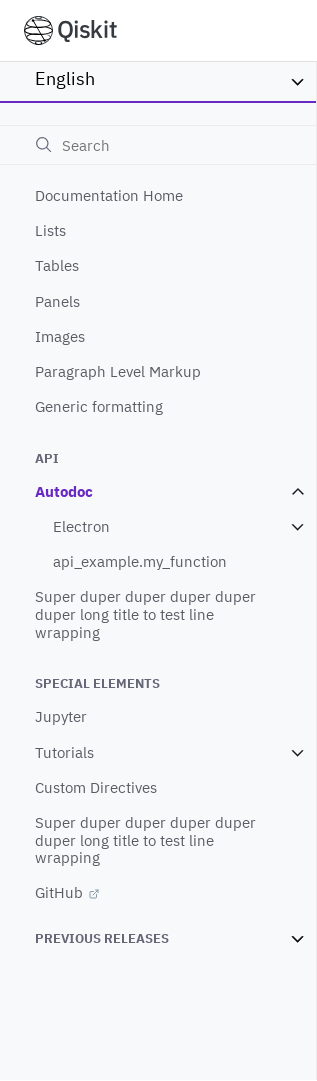 Qiskit
English
Search
Documentation Home
Lists
Tables
Panels
Images
Paragraph Level Markup
Generic formatting
API
Autodoc
Electron
api_example.my_function
Super duper duper duper duper
duper long title to test line
wrapping
SPECIAL ELEMENTS
Jupyter
Tutorials
Custom Directives
Super duper duper duper duper
duper long title to test line
wrapping
GitHub
PREVIOUS RELEASES